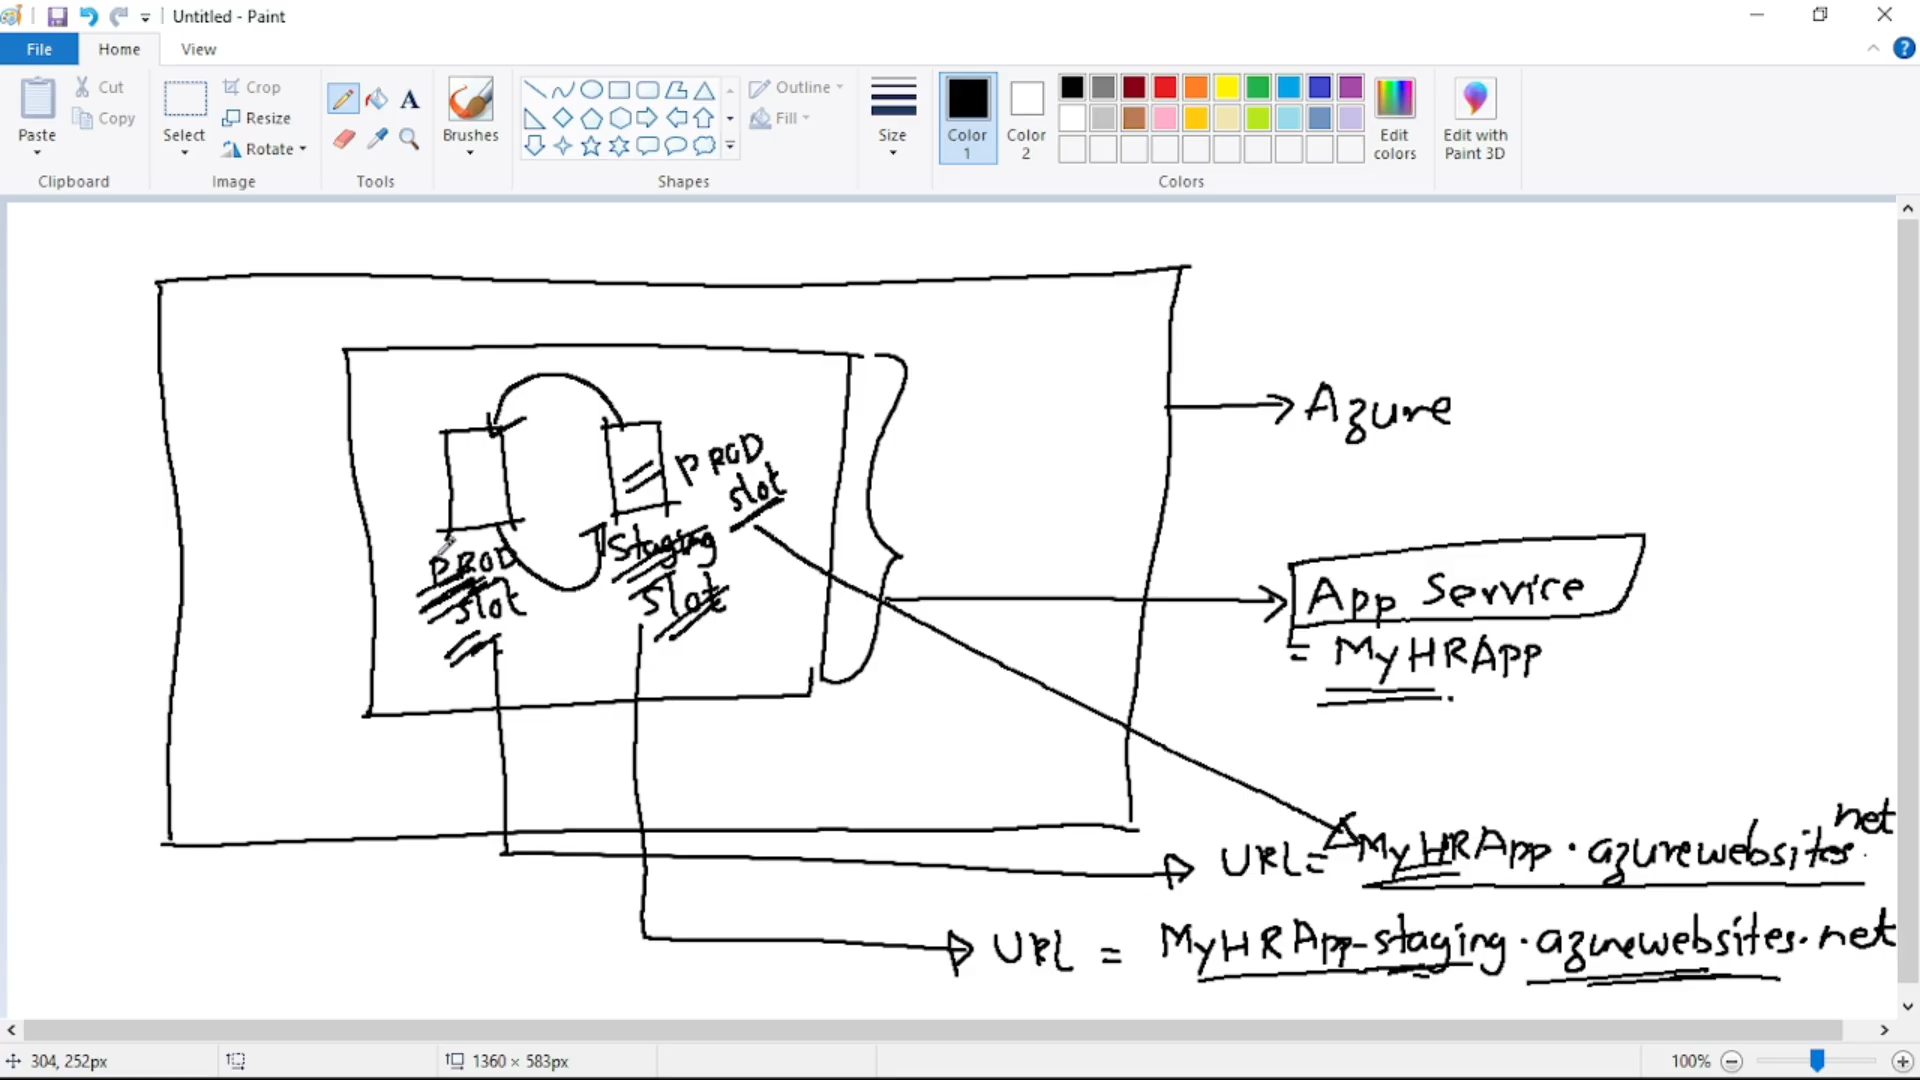 Untitled - Paint
File
Home
View
Paste
Cut
Copy
Clipboard
Select
Crop
Resize
Rotate
Image
A
Tools
Brushes
Shapes
Outline
Fill
Size
Color 1
Color 2
Edit colors
Edit with Paint 3D
Colors
Azure
PROD
slot
Staging
slot
PROD
slot
App Service
= MyHRApp
URL= MyHRApp.azurewebsites.net
URL = MyHRApp-staging.azurewebsites.net
304, 252px
1360 × 583px
100%